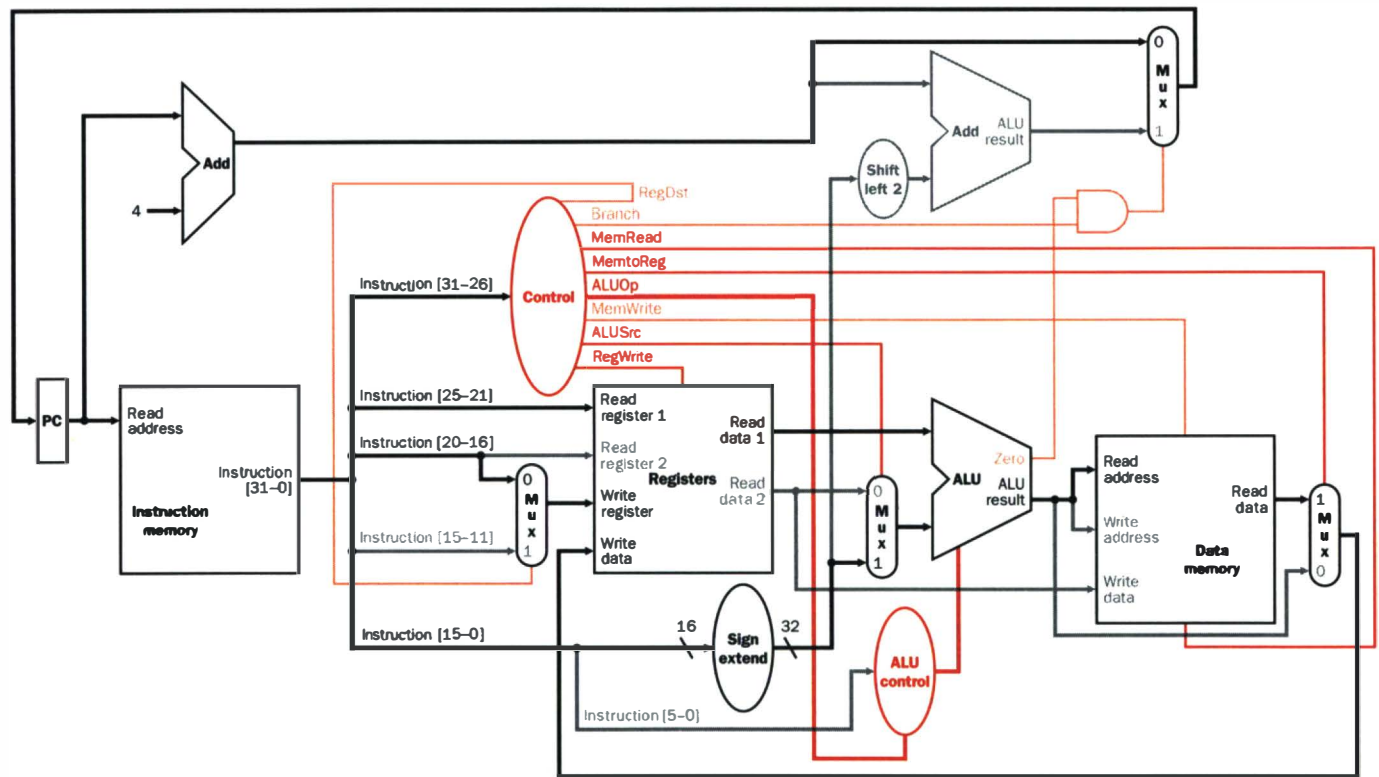 0
M
u
x
1
Add
ALU
result
Add
Shift
left 2
4
RegDst
Branch
MemRead
MemtoReg
ALUOp
MemWrite
ALUSrc
RegWrite
Control
Instruction [31–26]
PC
Read
address
Instruction
[31–0]
Instruction
memory
Instruction [25–21]
Instruction [20–16]
Instruction [15–11]
Instruction [15–0]
Instruction [5–0]
0
M
u
x
1
Read
register 1
Read
register 2
Write
register
Write
data
Registers
Read
data 1
Read
data 2
16
Sign
extend
32
0
M
u
x
1
Zero
ALU
ALU
result
ALU
control
Read
address
Write
address
Write
data
Read
data
Data
memory
1
M
u
x
0